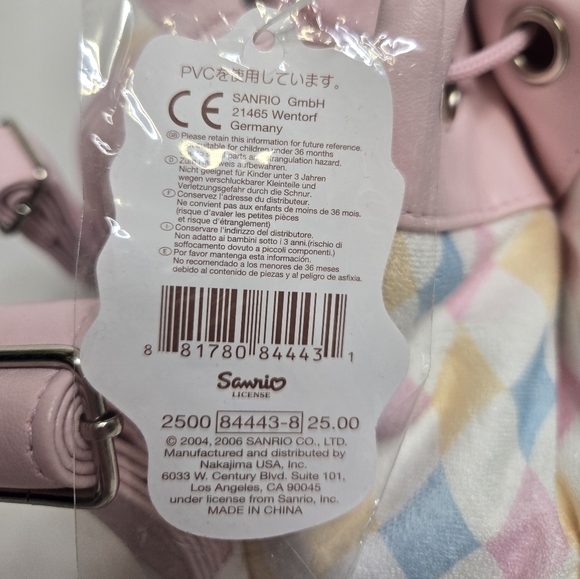 PVCを使用しています。
CE SANRIO GmbH
21465 Wentorf
Germany
GB Please retain this information for future reference.
suitable for children under 36 months
parts and strangulation hazard.
D aufbewahren.
Nicht geeignet für Kinder unter 3 Jahren
wegen verschluckbarer Kleinteile und
Verletzungsgefahr durch die Schnur.
F Conservez l'adresse du distributeur.
Ne convient pas aux enfants de moins de 36 mois.
(risque d'avaler les petites pièces
et risque d'étranglement)
I Conservare l'indirizzo del distributore.
Non adatto ai bambini sotto i 3 anni.(rischio di
soffocamento dovuto a piccoli componenti.)
E Por favor mantenga esta información.
No recomendado a los menores de 36 meses
debido al contenido de piezas y al peligro de asfixia.
8 81780 84443 1
Sanrio
LICENSE
2500 84443-8 25.00
© 2004, 2006 SANRIO CO., LTD.
Manufactured and distributed by
Nakajima USA, Inc.
6033 W. Century Blvd. Suite 101,
Los Angeles, CA 90045
under license from Sanrio, Inc.
MADE IN CHINA